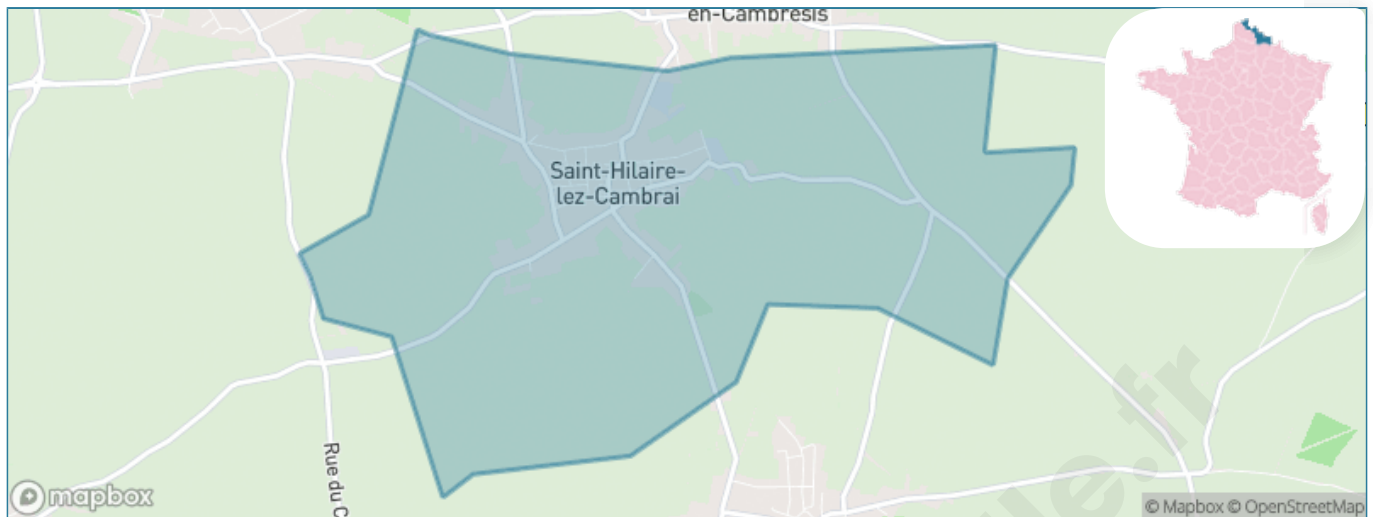 en-Cambrésis
Saint-Hilaire-
lez-Cambrai
Rue du C
mapbox
© Mapbox © OpenStreetMap